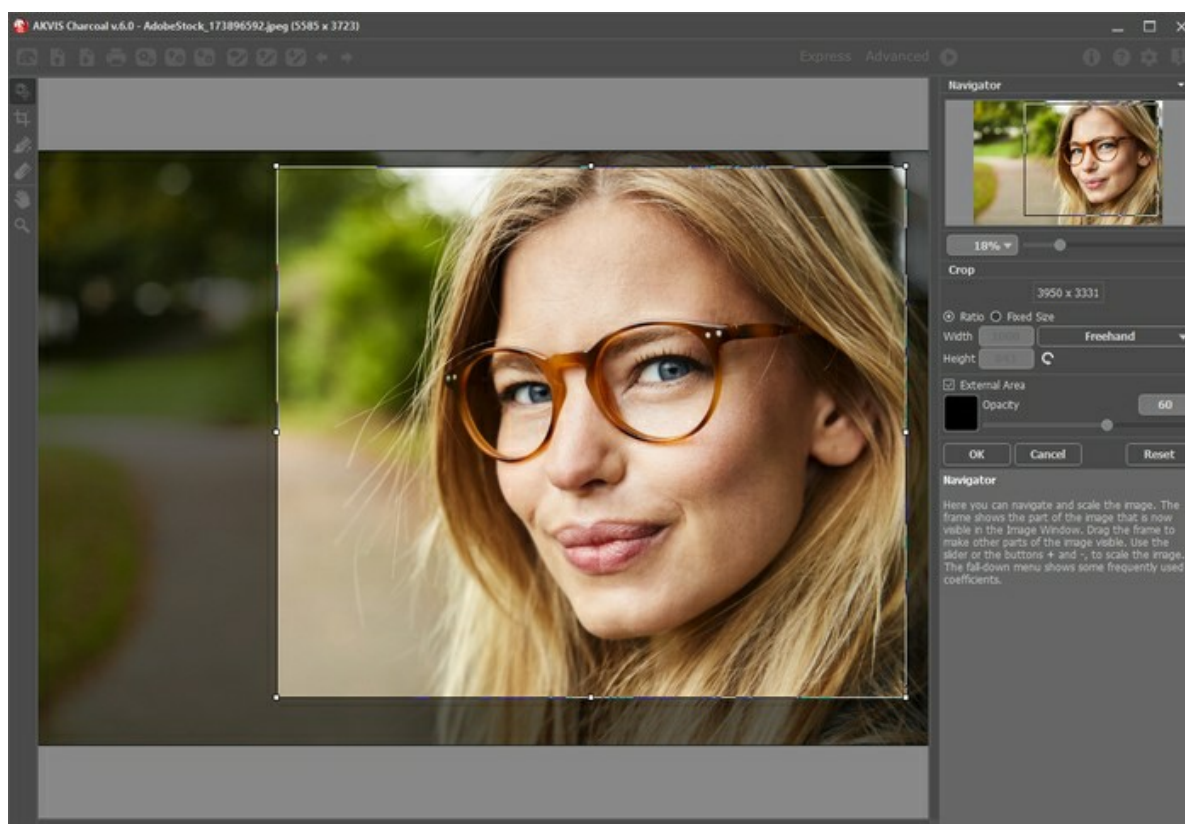 AKVIS Charcoal v.6.0 - AdobeStock_173896592.jpeg (5585 x 3723)
Express Advanced
Navigator
18%
Crop
3950 x 3331
Ratio Fixed Size
Width Freehand
Height
External Area
Opacity 60
OK Cancel Reset
Navigator
Here you can navigate and scale the image. The
frame shows the part of the image that is now
visible in the Image Window. Drag the frame to
make other parts of the image visible. Use the
slider or the buttons + and -, to scale the image.
The fall-down menu shows some frequently used
coefficients.